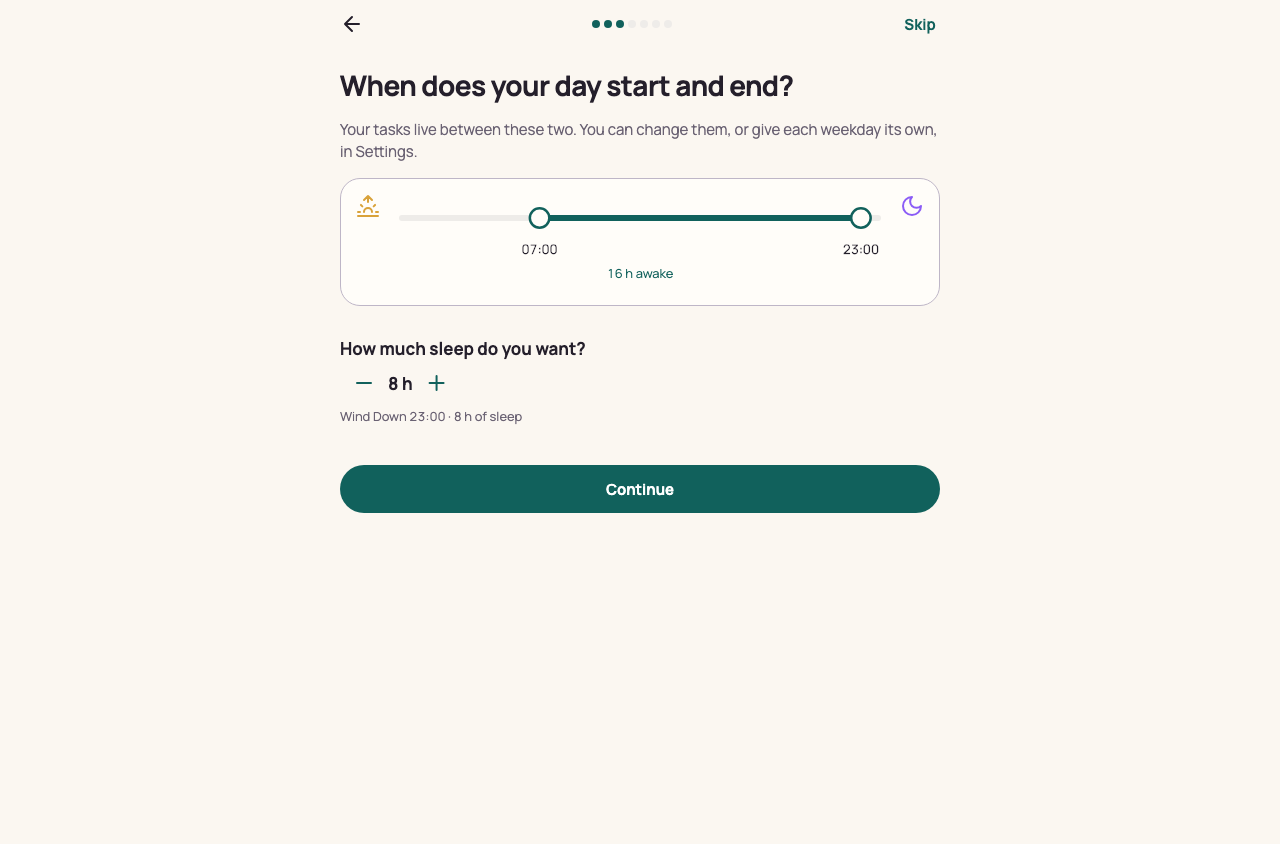 Skip
When does your day start and end?
Your tasks live between these two. You can change them, or give each weekday its own,
in Settings.
07:00
23:00
16 h awake
How much sleep do you want?
8 h
Wind Down 23:00 · 8 h of sleep
Continue